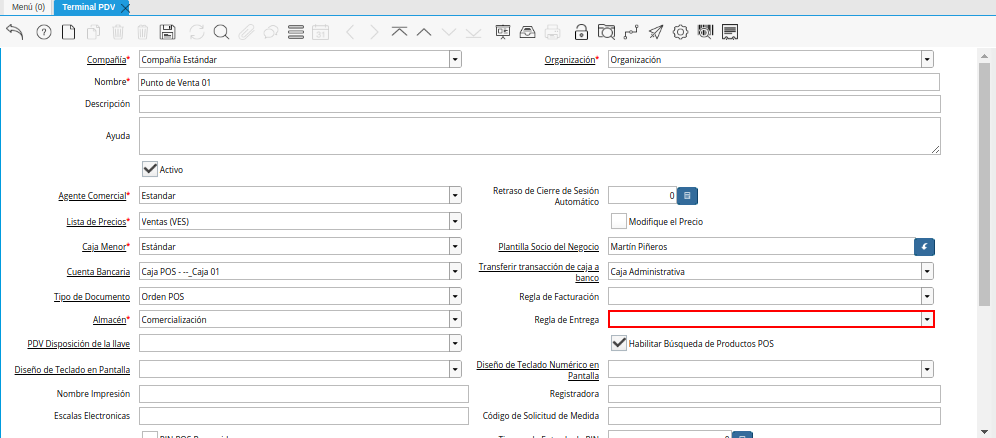 Menú (0) Terminal PDV
31
Compañía* Compañía Estándar Organización* Organización
Nombre* Punto de Venta 01
Descripción
Ayuda
Activo
Agente Comercial* Estandar Retraso de Cierre de Sesión Automático 0
Lista de Precios* Ventas (VES) Modifique el Precio
Caja Menor* Estándar Plantilla Socio del Negocio Martín Piñeros
Cuenta Bancaria Caja POS - --_Caja 01 Transferir transacción de caja a banco Caja Administrativa
Tipo de Documento Orden POS Regla de Facturación
Almacén* Comercialización Regla de Entrega
PDV Disposición de la llave Habilitar Búsqueda de Productos POS
Diseño de Teclado en Pantalla Diseño de Teclado Numérico en Pantalla
Nombre Impresión Registradora
Escalas Electronicas Código de Solicitud de Medida